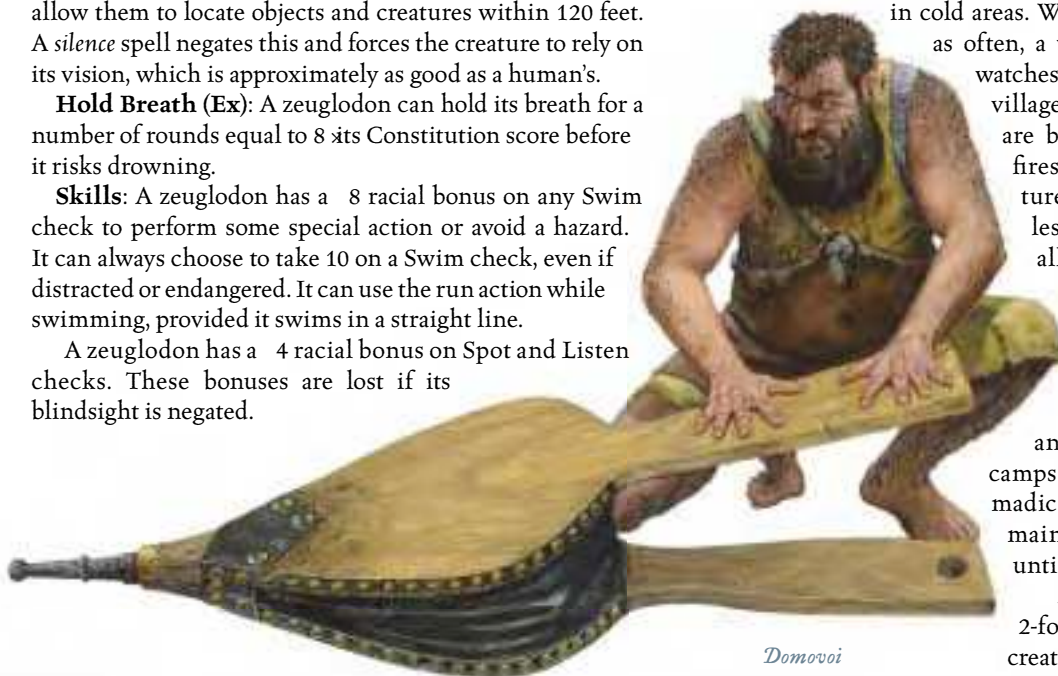 allow them to locate objects and creatures within 120 feet.
A silence spell negates this and forces the creature to rely on
its vision, which is approximately as good as a human’s.
Hold Breath (Ex): A zeuglodon can hold its breath for a
number of rounds equal to 8 ×its Constitution score before
it risks drowning.
Skills: A zeuglodon has a 8 racial bonus on any Swim
check to perform some special action or avoid a hazard.
It can always choose to take 10 on a Swim check, even if
distracted or endangered. It can use the run action while
swimming, provided it swims in a straight line.
A zeuglodon has a 4 racial bonus on Spot and Listen
checks. These bonuses are lost if its
blindsight is negated.
Domovoi
in cold areas. W
as often, a
watches
village
are b
fires
ture
les
all
an
camps
madic
main
unti
2-fo
creat